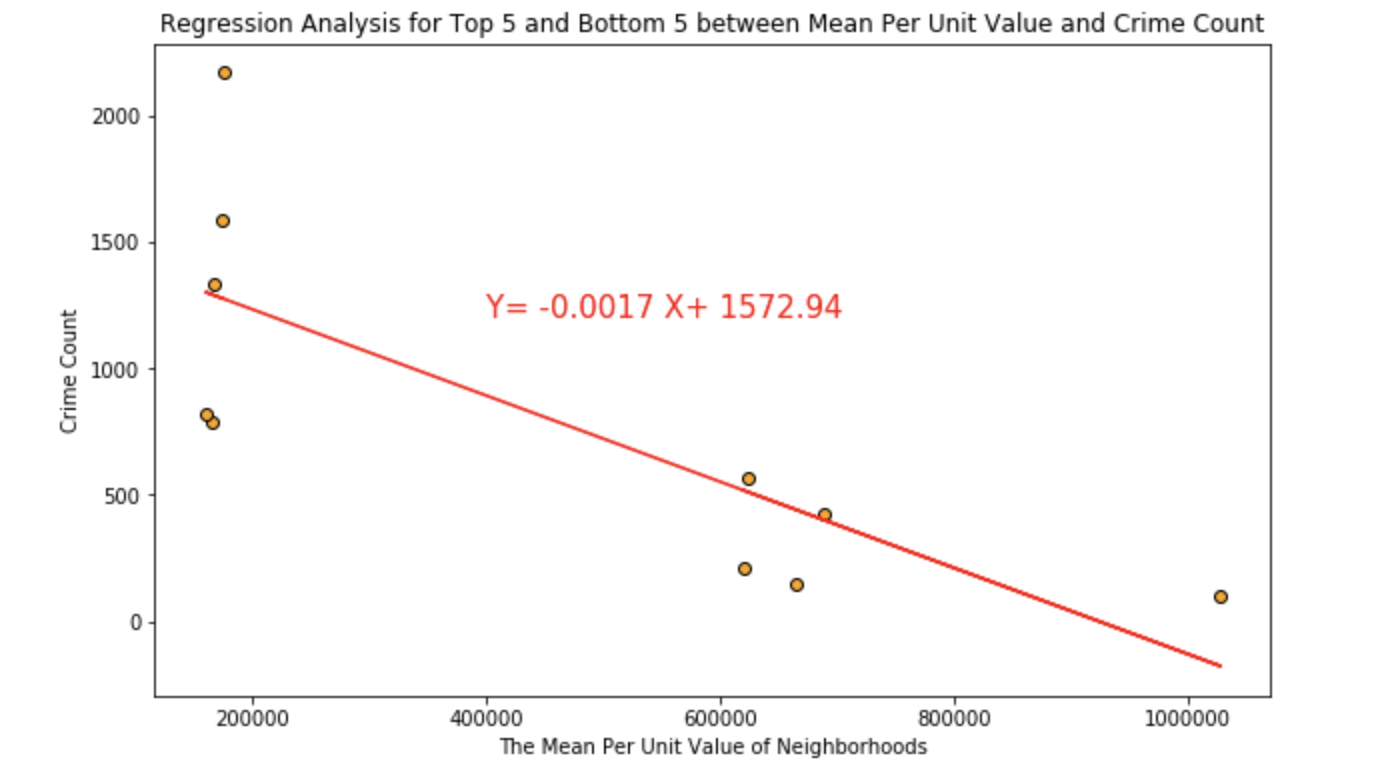 Regression Analysis for Top 5 and Bottom 5 between Mean Per Unit Value and Crime Count
2000
1500
1000
500
0
Crime Count
Y= -0.0017 X+ 1572.94
200000 400000 600000 800000 1000000
The Mean Per Unit Value of Neighborhoods